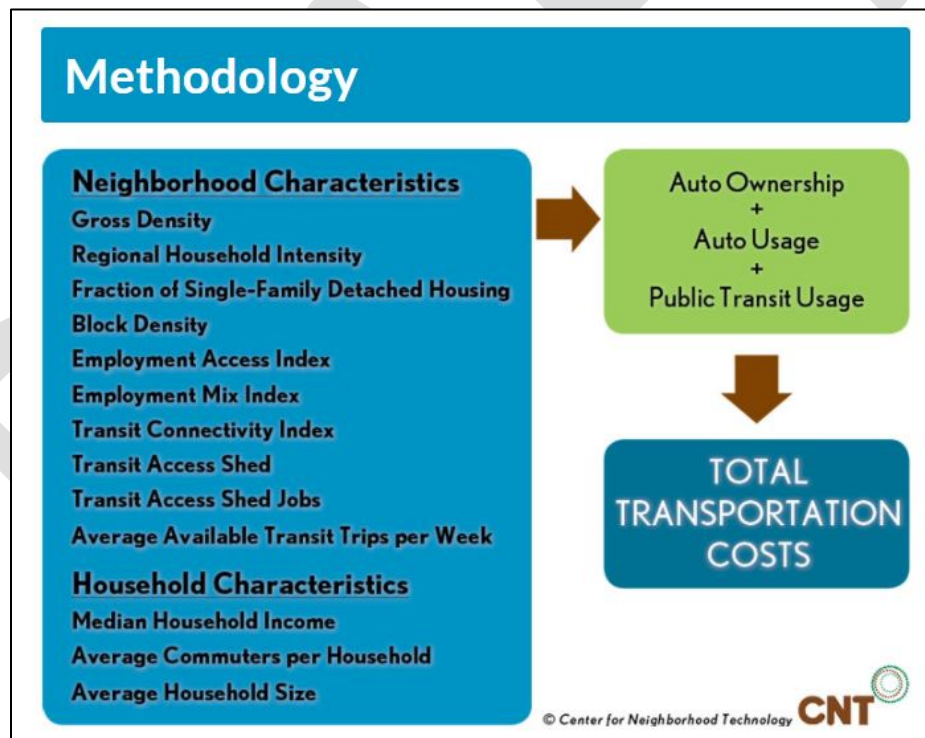 Methodology
Neighborhood Characteristics
Gross Density
Regional Household Intensity
Fraction of Single-Family Detached Housing
Block Density
Employment Access Index
Employment Mix Index
Transit Connectivity Index
Transit Access Shed
Transit Access Shed Jobs
Average Available Transit Trips per Week
Household Characteristics
Median Household Income
Average Commuters per Household
Average Household Size
Auto Ownership
+
Auto Usage
+
Public Transit Usage
TOTAL
TRANSPORTATION
COSTS
© Center for Neighborhood Technology CNT